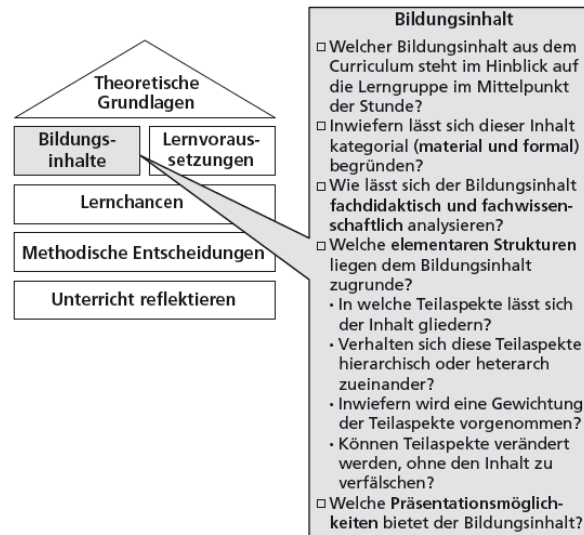 Theoretische
Grundlagen
Bildungs-
inhalte
Lernvoraus-
setzungen
Lernchancen
Methodische Entscheidungen
Unterricht reflektieren
Bildungsinhalt
□ Welcher Bildungsinhalt aus dem
Curriculum steht im Hinblick auf
die Lerngruppe im Mittelpunkt
der Stunde?
□ Inwiefern lässt sich dieser Inhalt
kategorial (material und formal)
begründen?
□ Wie lässt sich der Bildungsinhalt
fachdidaktisch und fachwissen-
schaftlich analysieren?
□ Welche elementaren Strukturen
liegen dem Bildungsinhalt
zugrunde?
• In welche Teilaspekte lässt sich
der Inhalt gliedern?
• Verhalten sich diese Teilaspekte
hierarchisch oder heterarch
zueinander?
• Inwiefern wird eine Gewichtung
der Teilaspekte vorgenommen?
• Können Teilaspekte verändert
werden, ohne den Inhalt zu
verfälschen?
□ Welche Präsentationsmöglich-
keiten bietet der Bildungsinhalt?